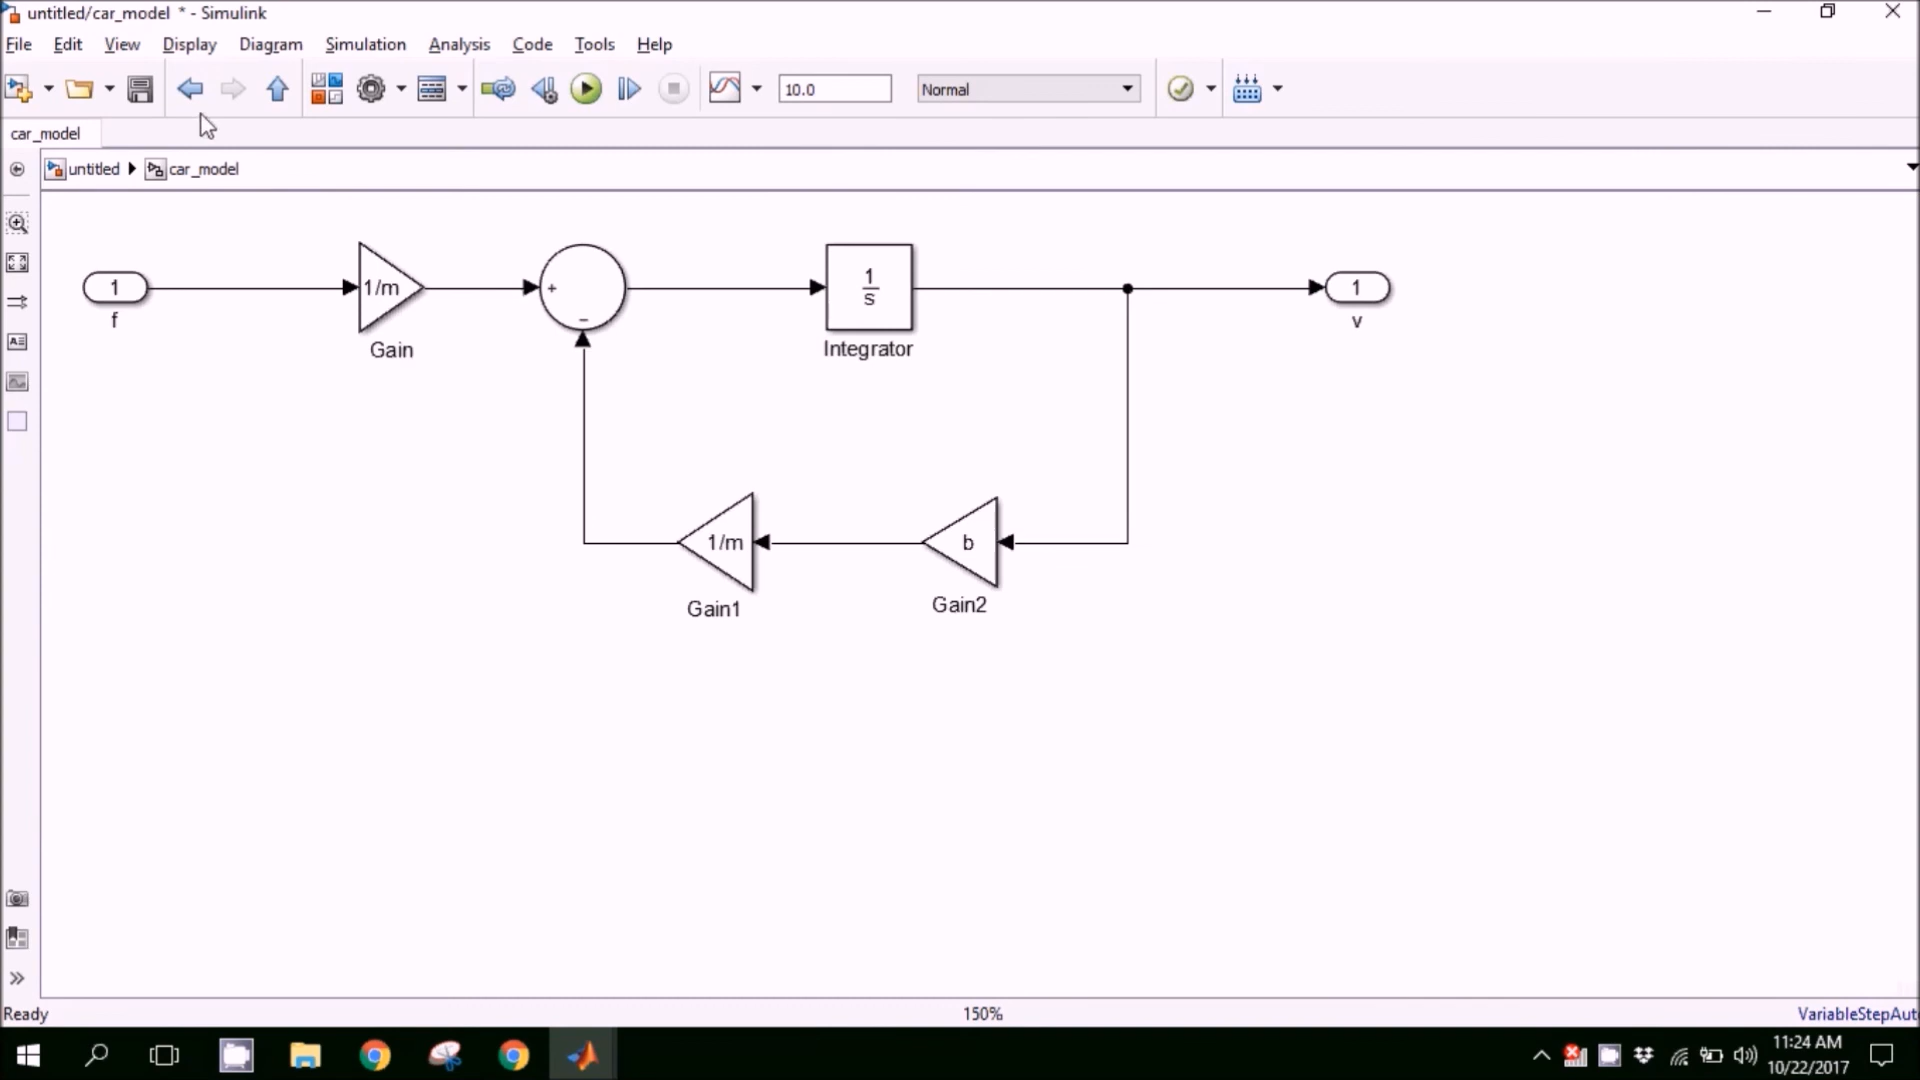 untitled/car_model * - Simulink
File Edit View Display Diagram Simulation Analysis Code Tools Help
10.0 Normal
car_model
untitled car_model
1 1/m + 1 1
s
f _ v
Gain Integrator
1/m b
Gain1 Gain2
Ready 150% VariableStepAut
11:24 AM
10/22/2017